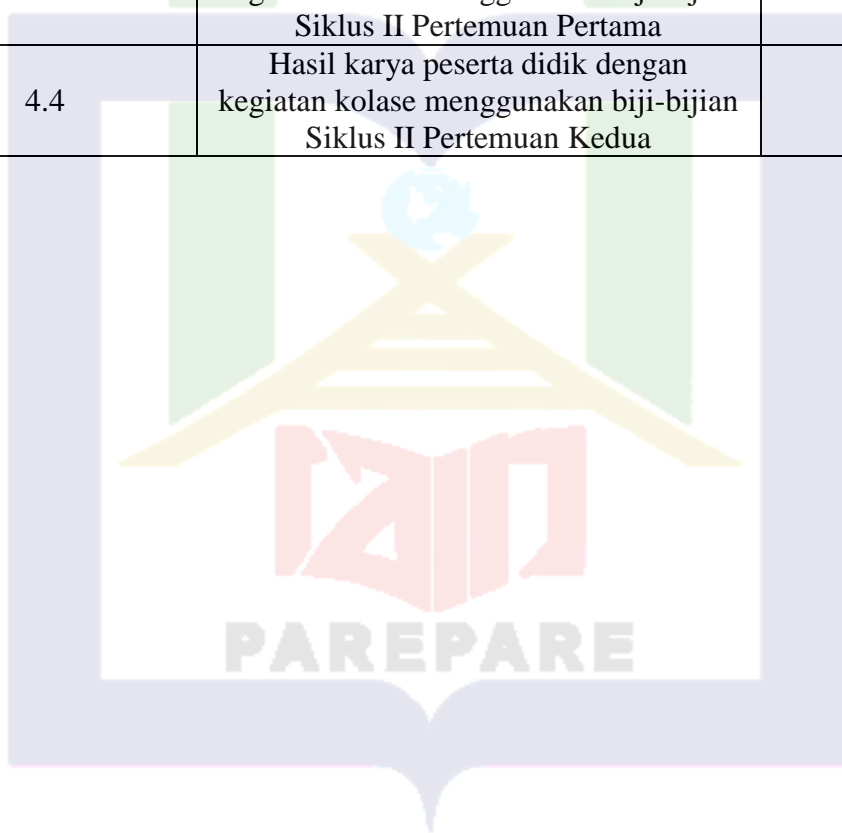 Siklus II Pertemuan Pertama
4.4
Hasil karya peserta didik dengan
kegiatan kolase menggunakan biji-bijian
Siklus II Pertemuan Kedua
iain
PAREPARE